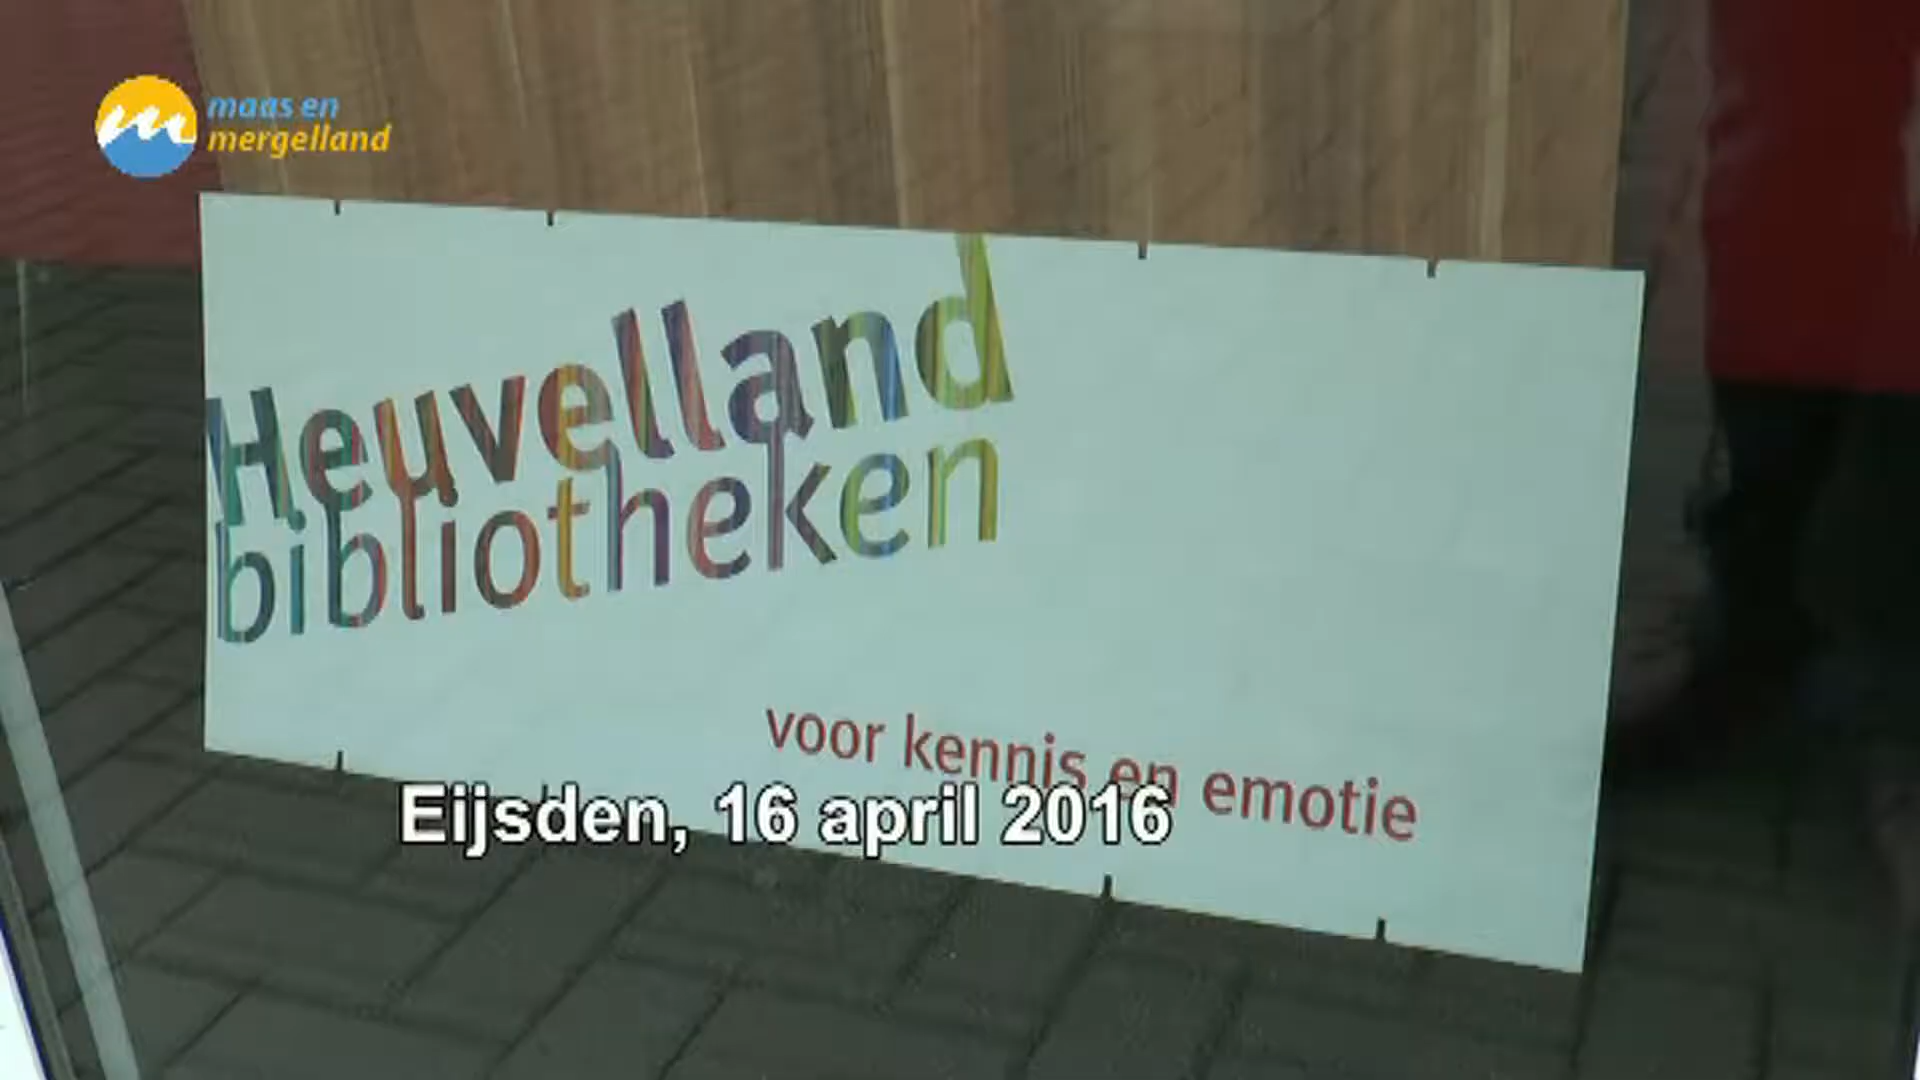 maas en
mergelland
Heuvelland
bibliotheken
voor kennis en emotie
Eijsden, 16 april 2016